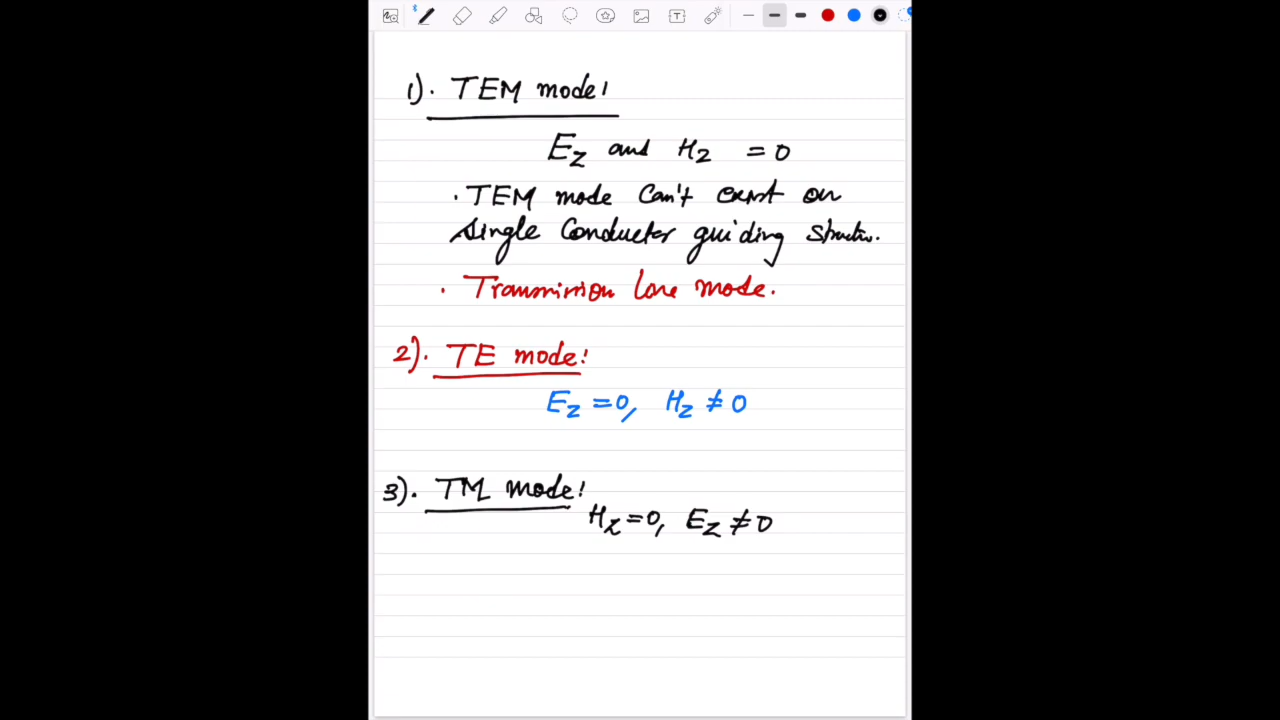 1). TEM mode!
Ez and Hz = 0
· TEM mode Can't exist on
single Conductor guiding structure.
· Transmission Line mode.
2). TE mode!
Ez = 0, Hz ≠ 0
3). TM mode!
Hz = 0, Ez ≠ 0